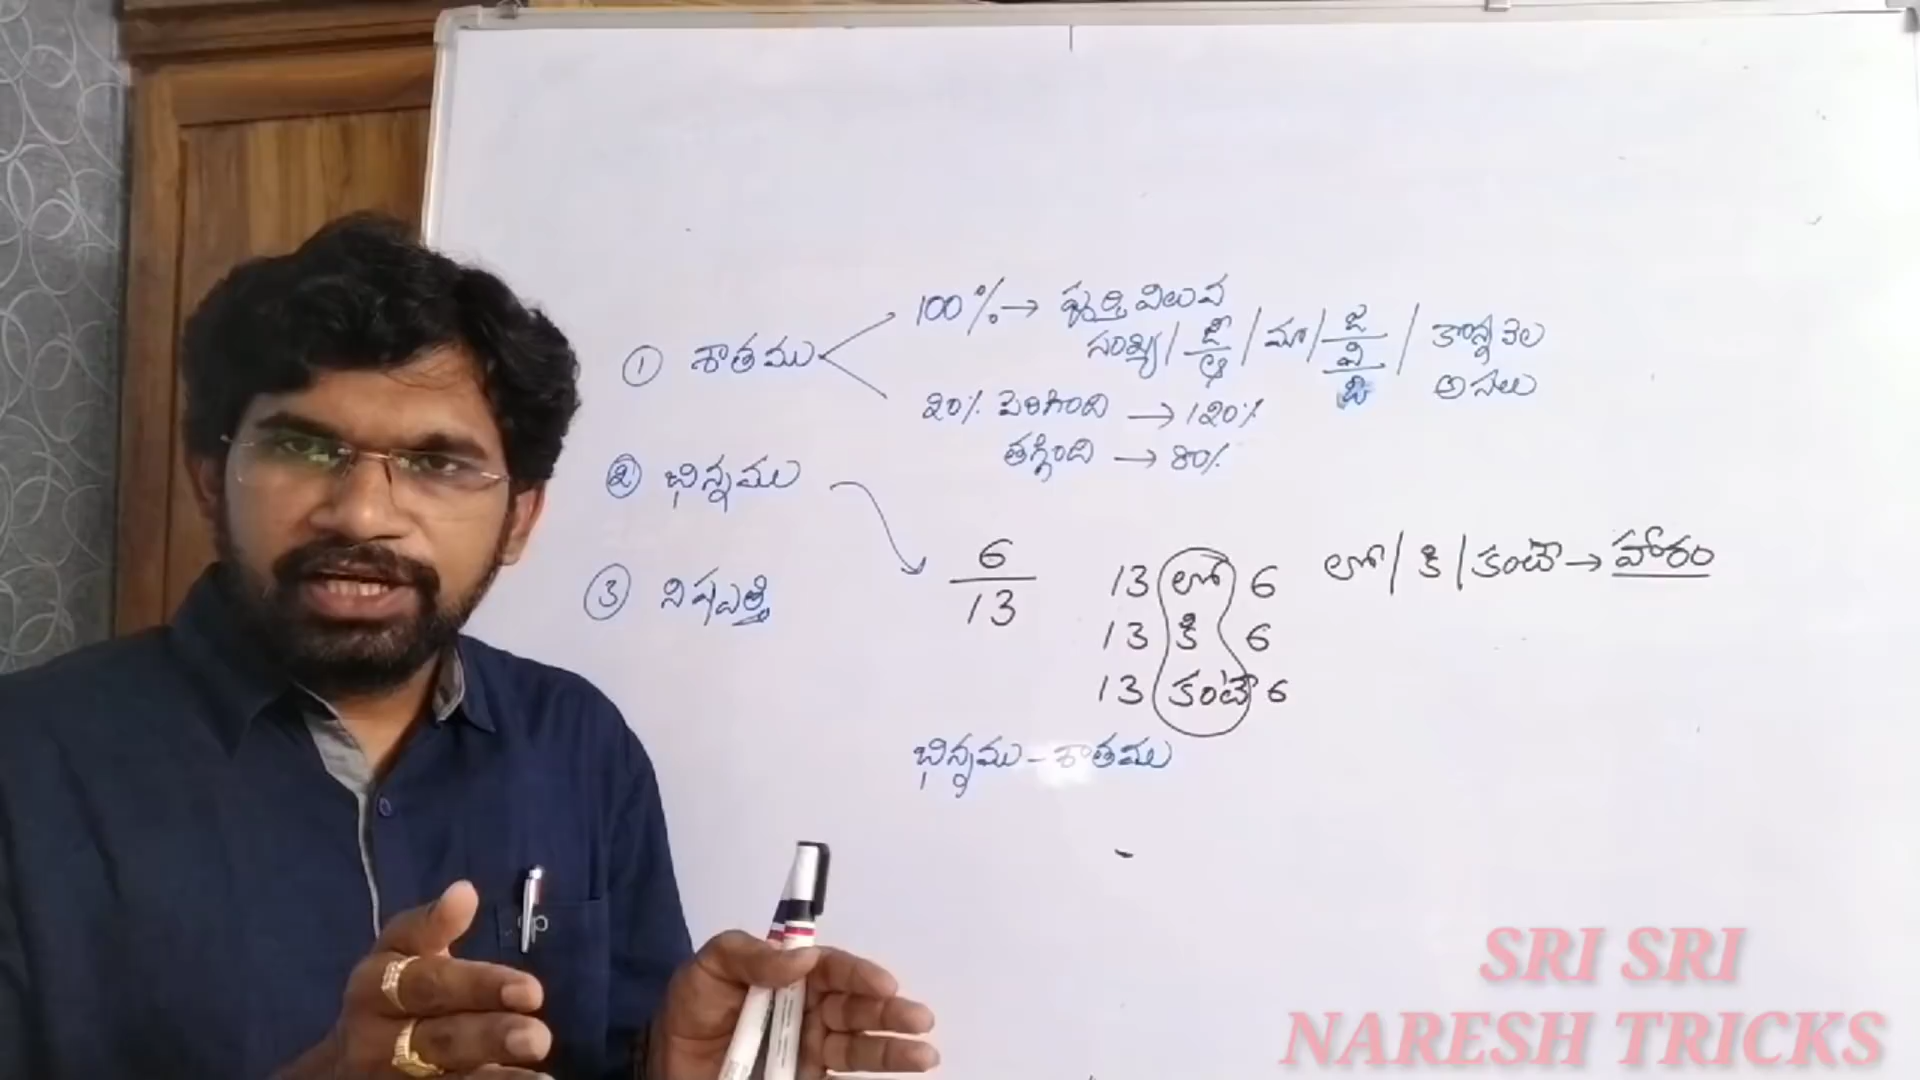 ① శాతము
100% → పూర్తి విలువ
సంఖ్య / జీ/ఆ / మా / జ/వి/డి / కొన్నవెల
అసలు
20% పెరిగింది → 120%
తగ్గింది → 80%
② భిన్నము
③ నిష్పత్తి
6
13
13 లో 6
13 కి 6
13 కంటే 6
లో / కి / కంటే → హారం
భిన్నము - శాతము
SRI SRI
NARESH TRICKS